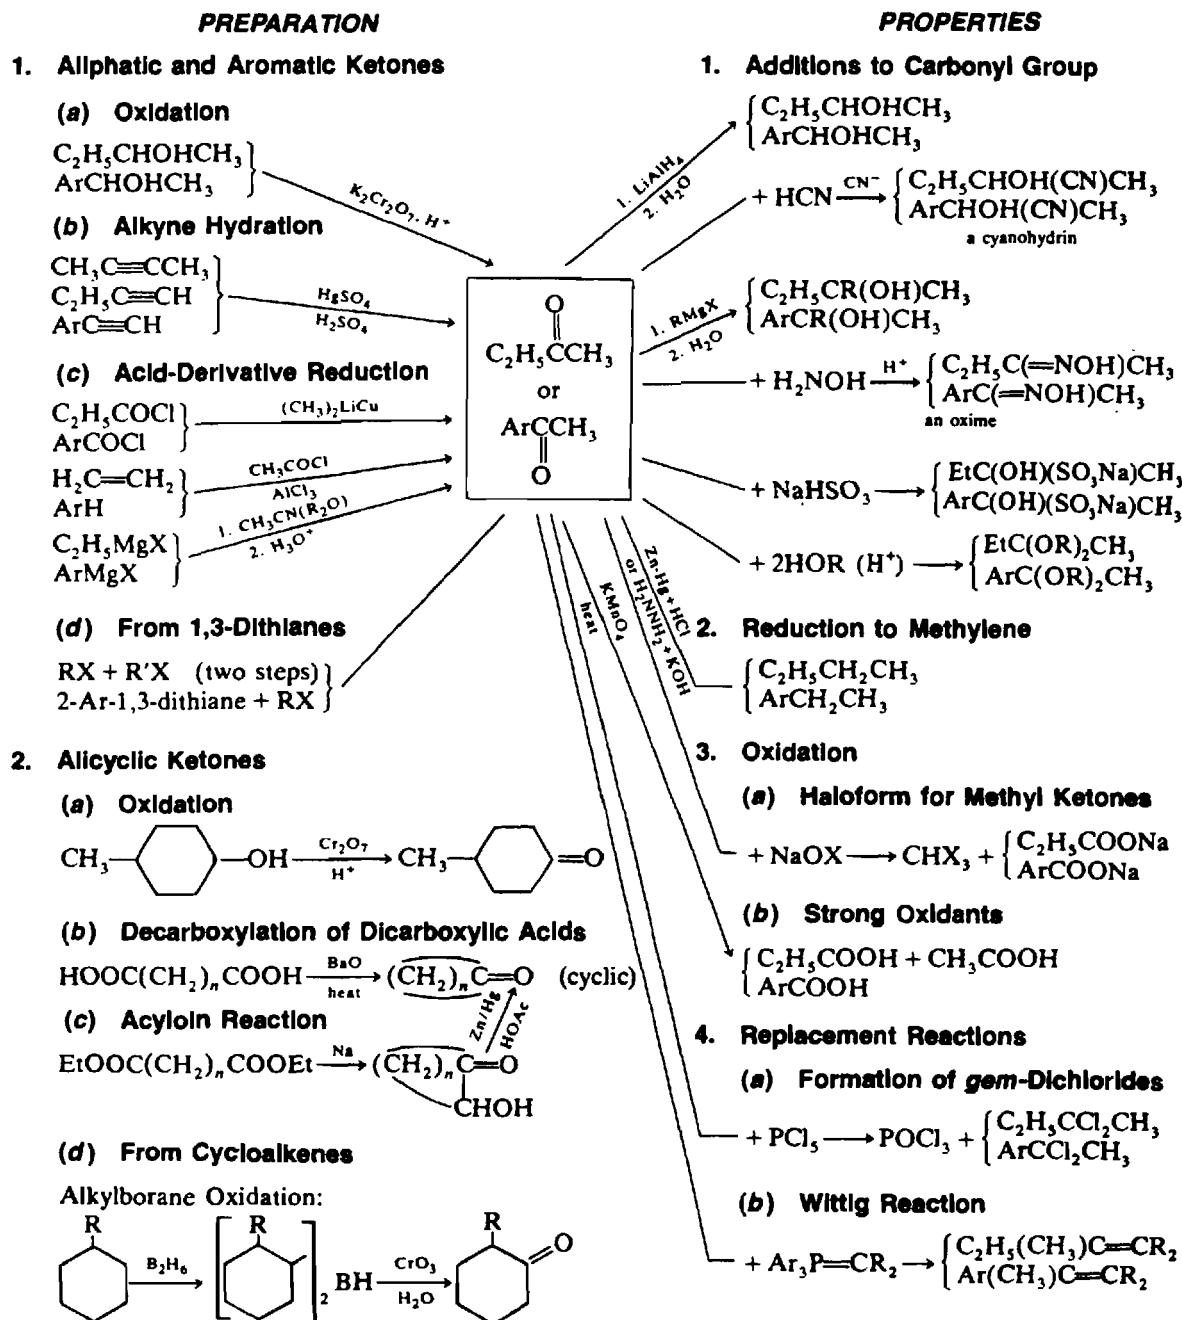 PREPARATION
1. Aliphatic and Aromatic Ketones
(a) Oxidation
C₂H₅CHOHCH₃
ArCHOHCH₃
K₂Cr₂O₇, H⁺
(b) Alkyne Hydration
CH₃C≡CCH₃
C₂H₅C≡CH
ArC≡CH
HgSO₄
H₂SO₄
(c) Acid-Derivative Reduction
C₂H₅COCl
ArCOCl
(CH₃)₂LiCu
H₂C=CH₂
ArH
CH₃COCl
AlCl₃
C₂H₅MgX
ArMgX
1. CH₃CN(R₂O)
2. H₃O⁺
(d) From 1,3-Dithianes
RX + R'X (two steps)
2-Ar-1,3-dithiane + RX
2. Alicyclic Ketones
(a) Oxidation
CH₃ OH Cr₂O₇ H⁺ CH₃ =O
(b) Decarboxylation of Dicarboxylic Acids
HOOC(CH₂)ₙCOOH BaO heat (CH₂)ₙC=O (cyclic)
Zn/Hg
HOAc
(c) Acyloin Reaction
EtOOC(CH₂)ₙCOOEt Na (CH₂)ₙC=O
CHOH
(d) From Cycloalkenes
Alkylborane Oxidation:
R B₂H₆ [R]₂ BH CrO₃ H₂O R O
O
C₂H₅CCH₃
or
ArCCH₃
O
PROPERTIES
1. Additions to Carbonyl Group
1. LiAlH₄
2. H₂O
C₂H₅CHOHCH₃
ArCHOHCH₃
+ HCN CN⁻ → C₂H₅CHOH(CN)CH₃
ArCHOH(CN)CH₃
a cyanohydrin
1. RMgX
2. H₂O
C₂H₅CR(OH)CH₃
ArCR(OH)CH₃
+ H₂NOH H⁺ → C₂H₅C(=NOH)CH₃
ArC(=NOH)CH₃
an oxime
+ NaHSO₃ → EtC(OH)(SO₃Na)CH₃
ArC(OH)(SO₃Na)CH₃
+ 2HOR (H⁺) → EtC(OR)₂CH₃
ArC(OR)₂CH₃
2. Reduction to Methylene
Zn-Hg + HCl
or H₂NNH₂ + KOH
C₂H₅CH₂CH₃
ArCH₂CH₃
3. Oxidation
(a) Haloform for Methyl Ketones
+ NaOX → CHX₃ + C₂H₅COONa
ArCOONa
(b) Strong Oxidants
KMnO₄
heat
C₂H₅COOH + CH₃COOH
ArCOOH
4. Replacement Reactions
(a) Formation of gem-Dichlorides
+ PCl₅ → POCl₃ + C₂H₅CCl₂CH₃
ArCCl₂CH₃
(b) Wittig Reaction
+ Ar₃P=CR₂ → C₂H₅(CH₃)C=CR₂
Ar(CH₃)C=CR₂